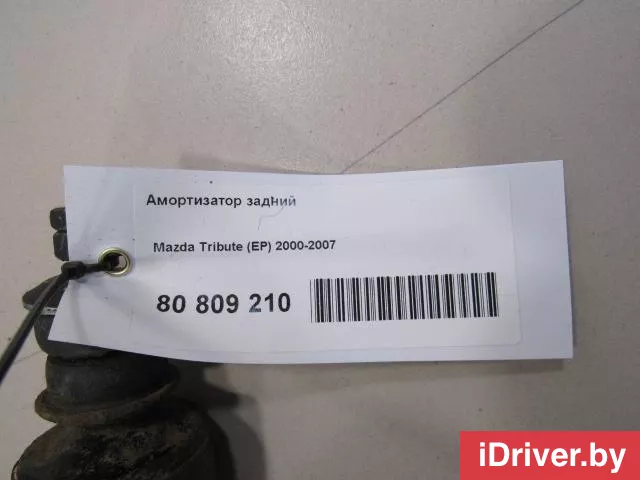 Амортизатор задний
Mazda Tribute (EP) 2000-2007
80 809 210
iDriver.by